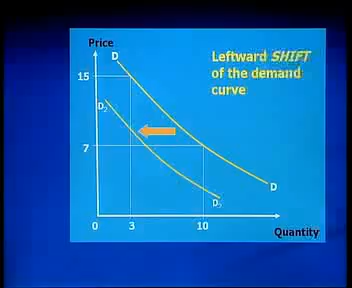 Price
D
Leftward SHIFT
of the demand
curve
15
D2
7
D
D2
0 3 10
Quantity